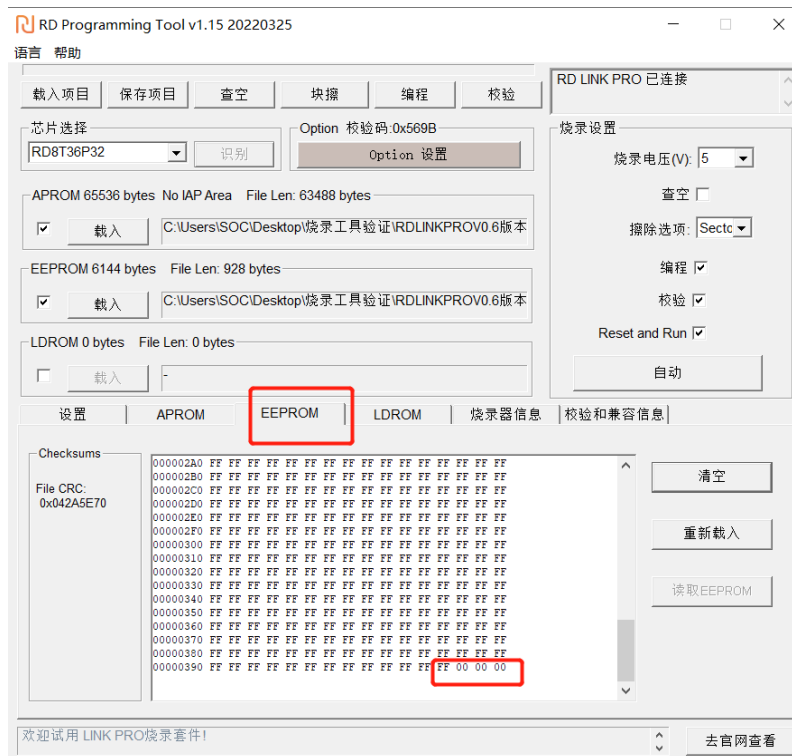 RD Programming Tool v1.15 20220325
语言 帮助
载入项目 保存项目 查空 块擦 编程 校验
RD LINK PRO 已连接
芯片选择
RD8T36P32 识别
Option 校验码:0x569B
Option 设置
烧录设置
烧录电压(V): 5
查空
擦除选项: Sectc
编程
校验
Reset and Run
自动
APROM 65536 bytes No IAP Area File Len: 63488 bytes
载入 C:\Users\SOC\Desktop\烧录工具验证\RDLINKPROV0.6版本
EEPROM 6144 bytes File Len: 928 bytes
载入 C:\Users\SOC\Desktop\烧录工具验证\RDLINKPROV0.6版本
LDROM 0 bytes File Len: 0 bytes
载入 -
设置 APROM EEPROM LDROM 烧录器信息 校验和兼容信息
Checksums
File CRC:
0x042A5E70
000002A0 FF FF FF FF FF FF FF FF FF FF FF FF FF FF FF FF
000002B0 FF FF FF FF FF FF FF FF FF FF FF FF FF FF FF FF
000002C0 FF FF FF FF FF FF FF FF FF FF FF FF FF FF FF FF
000002D0 FF FF FF FF FF FF FF FF FF FF FF FF FF FF FF FF
000002E0 FF FF FF FF FF FF FF FF FF FF FF FF FF FF FF FF
000002F0 FF FF FF FF FF FF FF FF FF FF FF FF FF FF FF FF
00000300 FF FF FF FF FF FF FF FF FF FF FF FF FF FF FF FF
00000310 FF FF FF FF FF FF FF FF FF FF FF FF FF FF FF FF
00000320 FF FF FF FF FF FF FF FF FF FF FF FF FF FF FF FF
00000330 FF FF FF FF FF FF FF FF FF FF FF FF FF FF FF FF
00000340 FF FF FF FF FF FF FF FF FF FF FF FF FF FF FF FF
00000350 FF FF FF FF FF FF FF FF FF FF FF FF FF FF FF FF
00000360 FF FF FF FF FF FF FF FF FF FF FF FF FF FF FF FF
00000370 FF FF FF FF FF FF FF FF FF FF FF FF FF FF FF FF
00000380 FF FF FF FF FF FF FF FF FF FF FF FF FF FF FF FF
00000390 FF FF FF FF FF FF FF FF FF FF FF FF FF 00 00 00
清空
重新载入
读取EEPROM
欢迎试用 LINK PRO烧录套件!
去官网查看